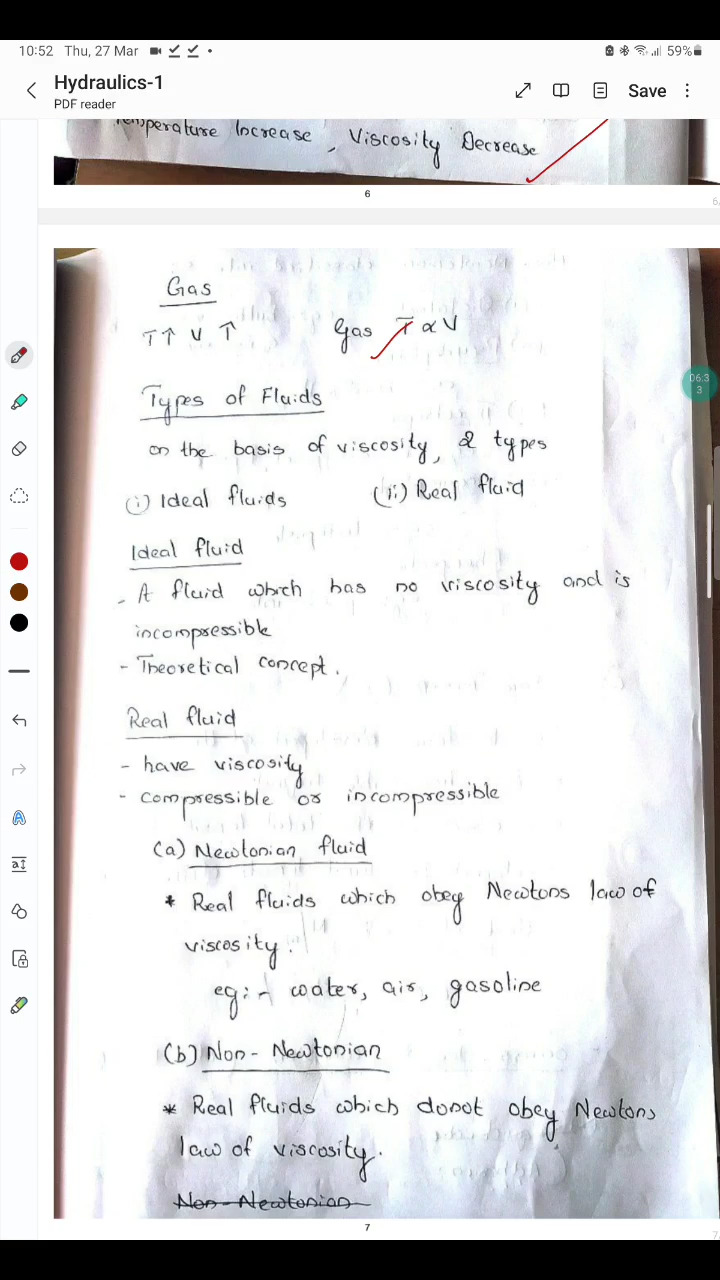 10:52 Thu, 27 Mar
59%
Hydraulics-1
PDF reader
Save
Temperature Increase, Viscosity Decrease
6
Gas
T↑ V ↑ Gas T ∝ V
Types of Fluids
on the basis of viscosity, 2 types
(i) Ideal fluids (ii) Real fluid
Ideal fluid
- A fluid which has no viscosity and is
incompressible
- Theoretical concept.
Real fluid
- have viscosity
- compressible or incompressible
(a) Newtonian fluid
* Real fluids which obey Newtons law of
viscosity.
eg:- water, air, gasoline
(b) Non-Newtonian
* Real fluids which donot obey Newtons
law of viscosity.
Non-Newtonian
7
06:3
3